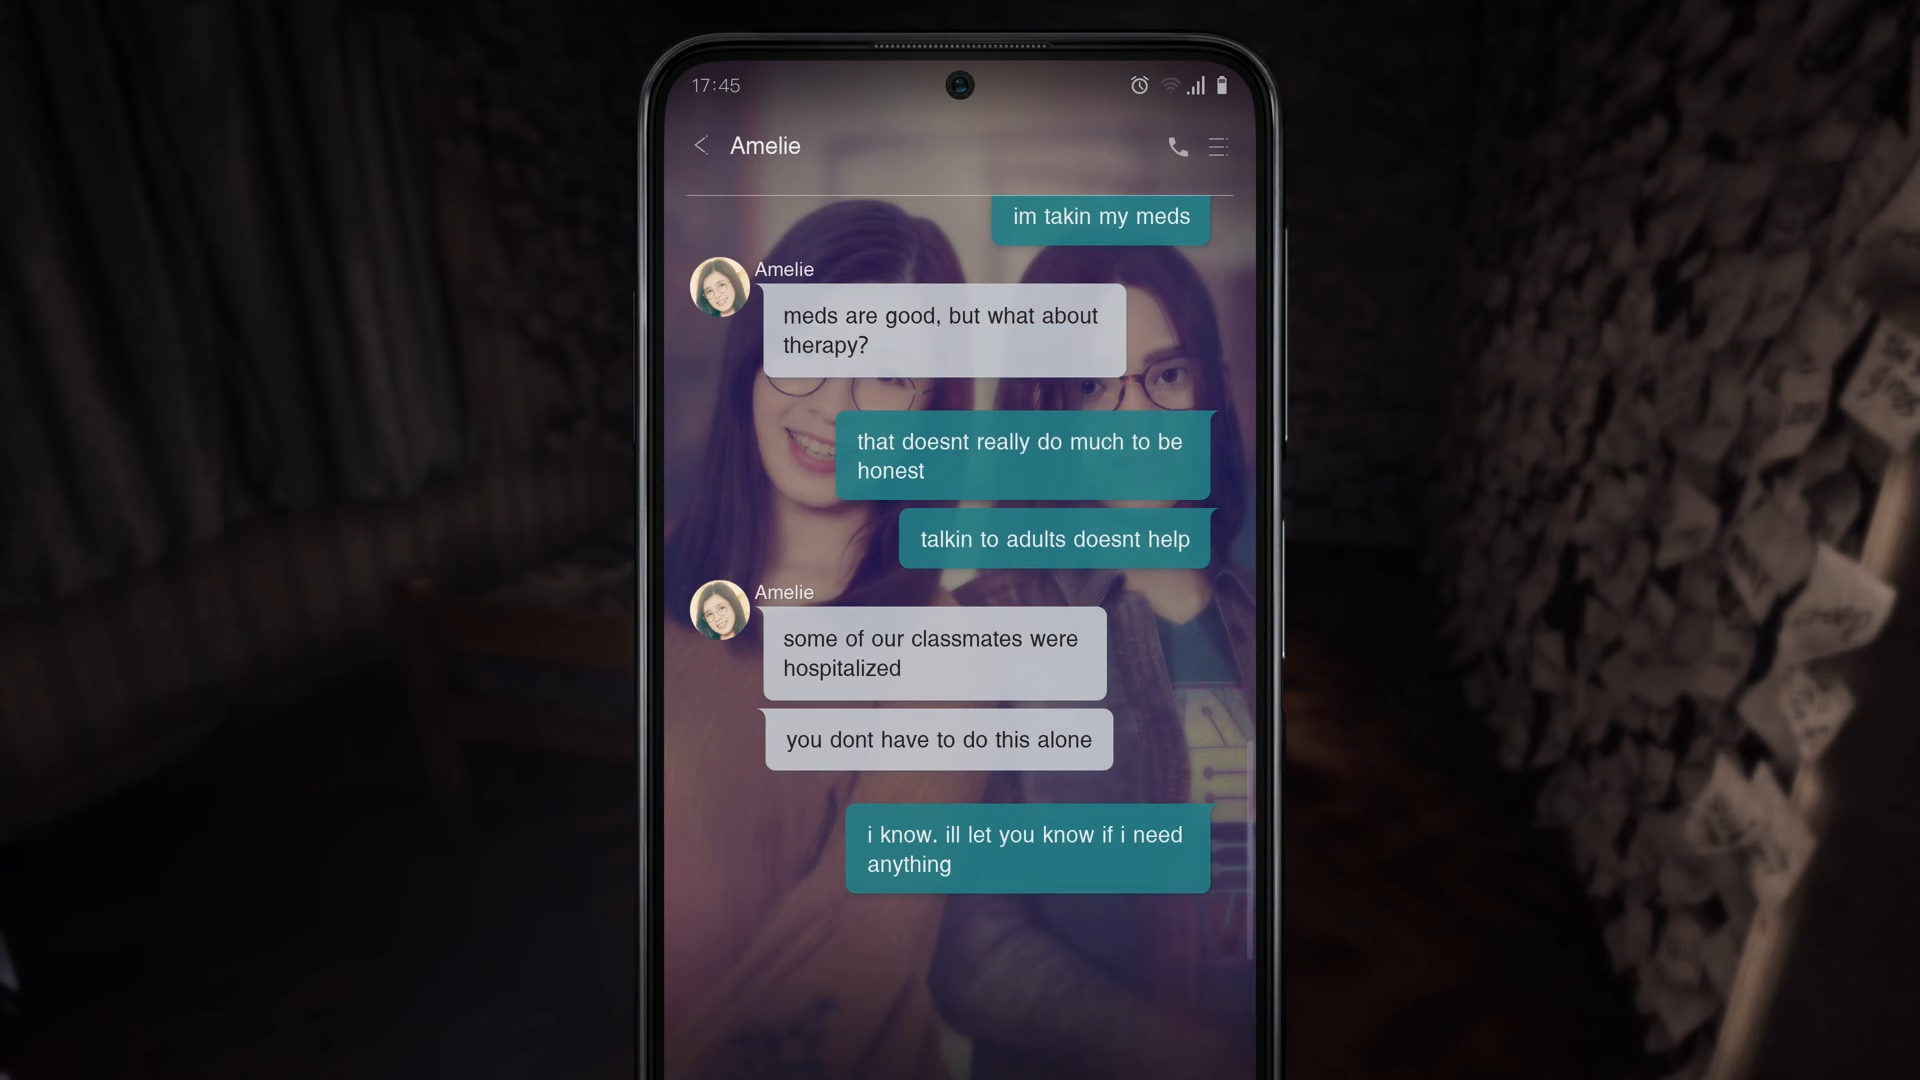 17:45
Amelie
im takin my meds
Amelie
meds are good, but what about
therapy?
that doesnt really do much to be
honest
talkin to adults doesnt help
Amelie
some of our classmates were
hospitalized
you dont have to do this alone
i know. ill let you know if i need
anything